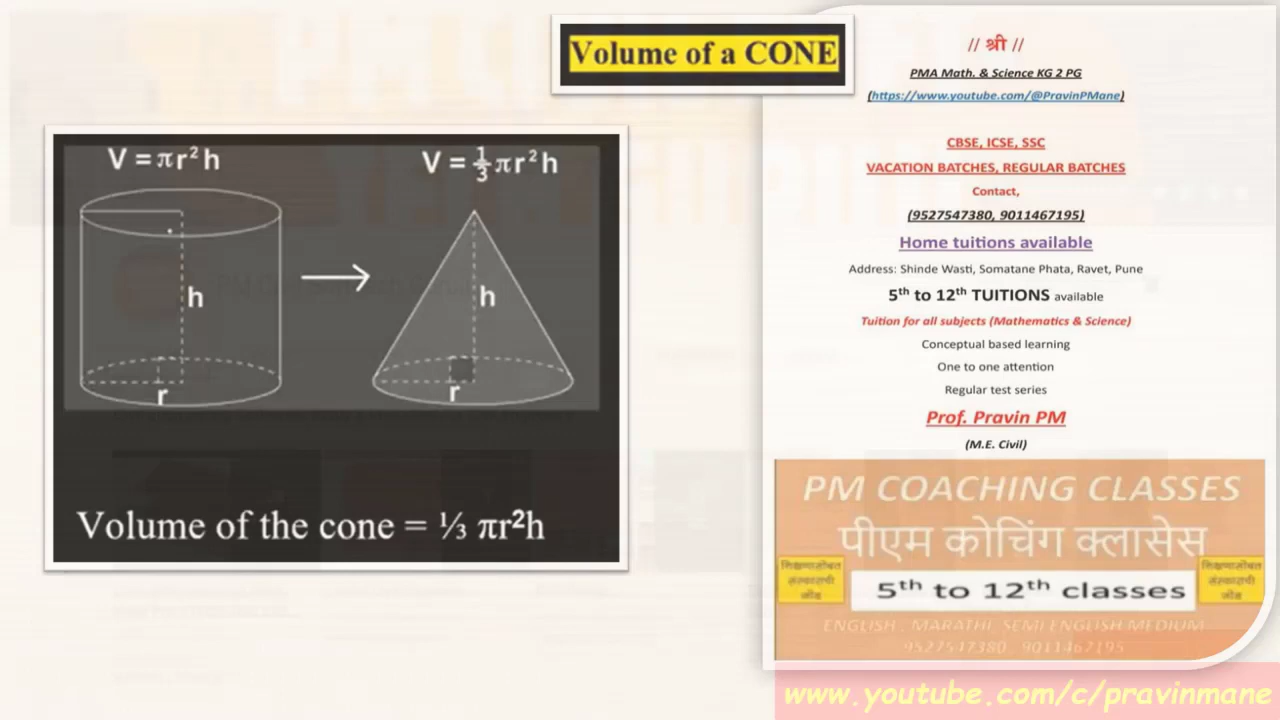 Volume of a CONE
V = πr²h
V = ⅓πr²h
h
r
h
r
Volume of the cone = ⅓ πr²h
// श्री //
PMA Math. & Science KG 2 PG
(https://www.youtube.com/@PravinPMane)
CBSE, ICSE, SSC
VACATION BATCHES, REGULAR BATCHES
Contact,
(9527547380, 9011467195)
Home tuitions available
Address: Shinde Wasti, Somatane Phata, Ravet, Pune
5th to 12th TUITIONS available
Tuition for all subjects (Mathematics & Science)
Conceptual based learning
One to one attention
Regular test series
Prof. Pravin PM
(M.E. Civil)
PM COACHING CLASSES
पीएम कोचिंग क्लासेस
शिक्षणासोबत
संस्काराची
जोड
5th to 12th classes
शिक्षणासोबत
संस्काराची
जोड
ENGLISH, MARATHI, SEMI ENGLISH MEDIUM
9527547380, 9011467195
www.youtube.com/c/pravinmane